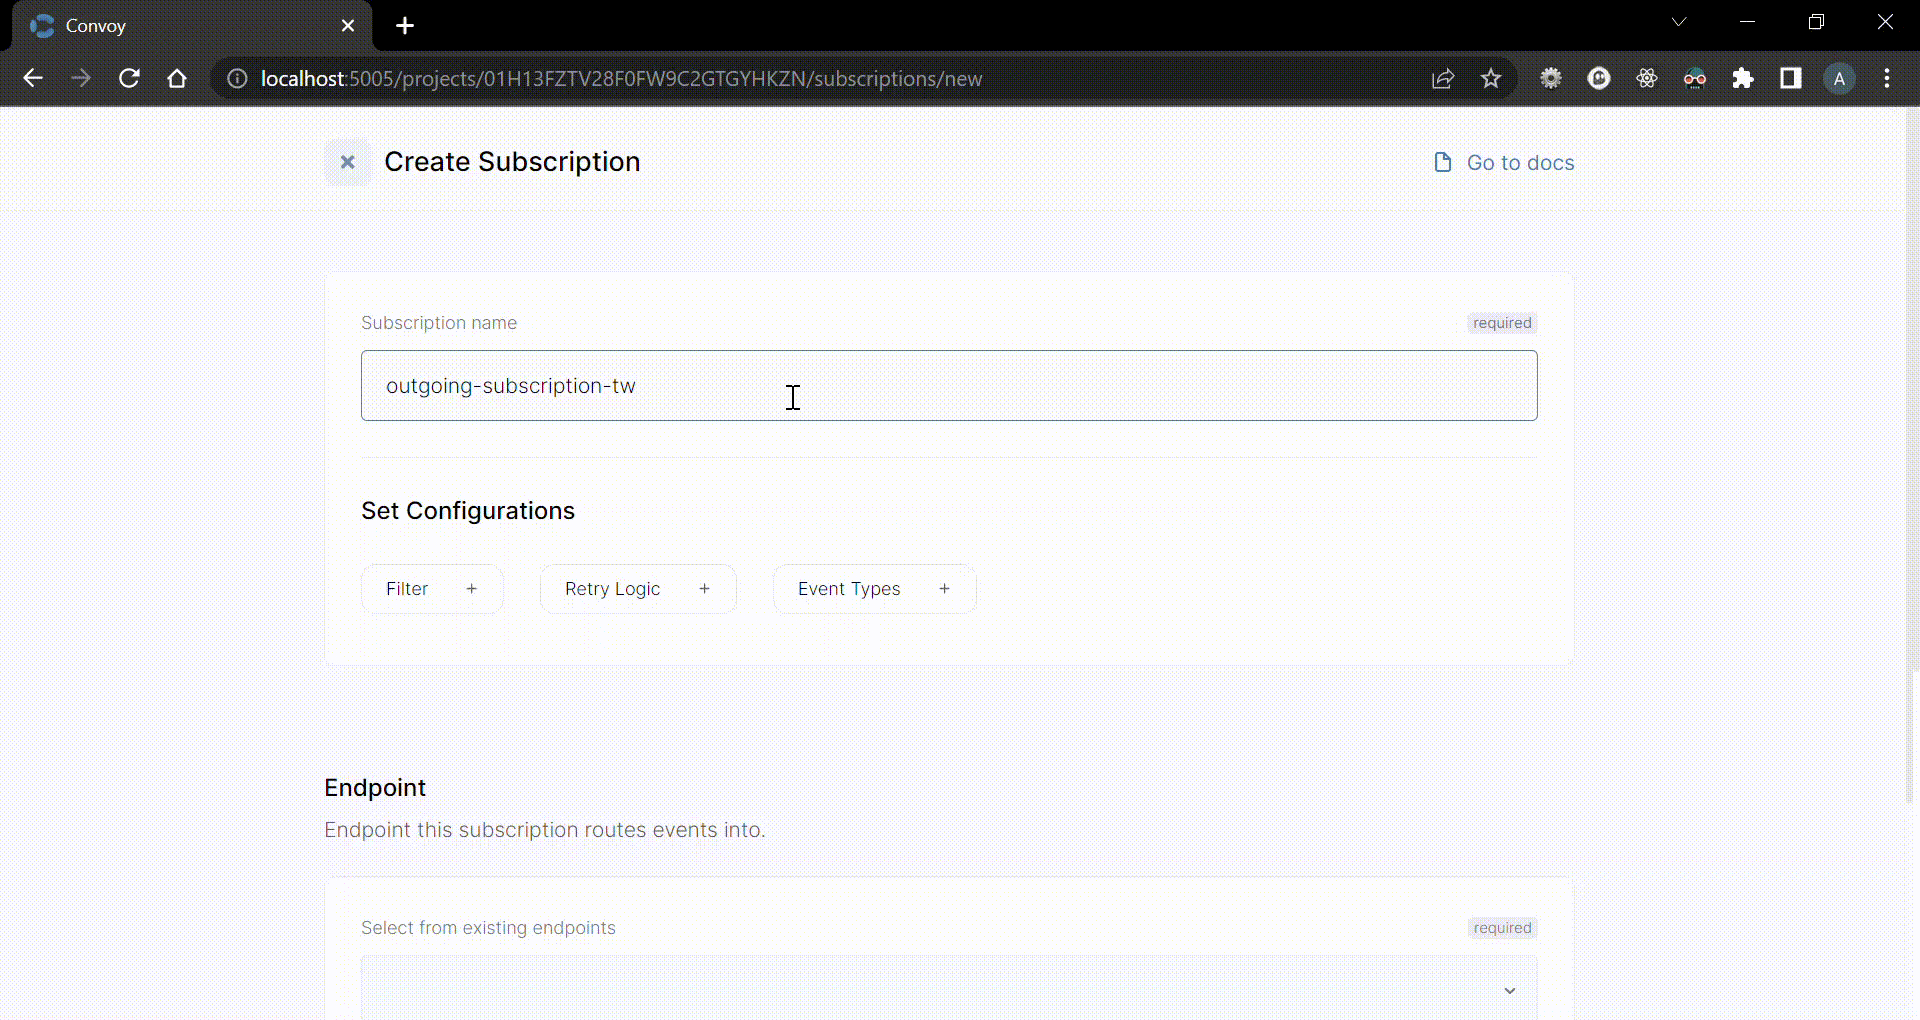 Convoy
localhost:5005/projects/01H13FZTV28F0FW9C2GTGYHKZN/subscriptions/new
A
Create Subscription
Go to docs
Subscription name
required
outgoing-subscription-tw
Set Configurations
Filter +
Retry Logic +
Event Types +
Endpoint
Endpoint this subscription routes events into.
Select from existing endpoints
required